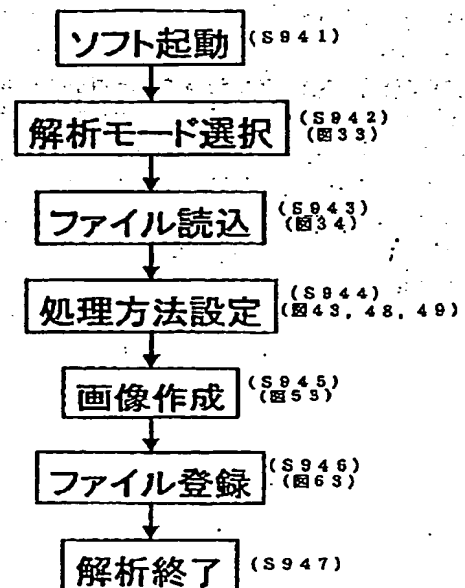 ソフト起動 (S941)
解析モード選択 (S942)
(図33)
ファイル読込 (S943)
(図34)
処理方法設定 (S944)
(図43, 48, 49)
画像作成 (S945)
(図53)
ファイル登録 (S946)
(図63)
解析終了 (S947)